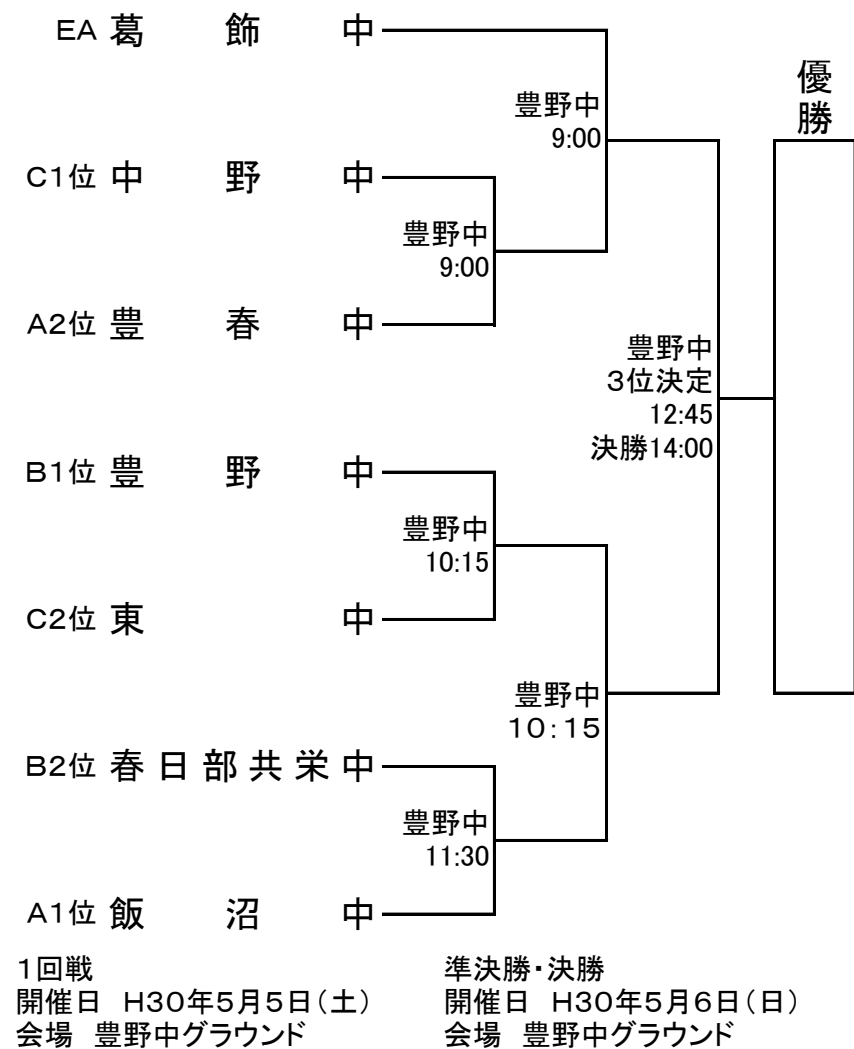 EA 葛飾中
豊野中
9:00
優勝
C1位 中野中
豊野中
9:00
A2位 豊春中
豊野中
3位決定
12:45
決勝14:00
B1位 豊野中
豊野中
10:15
C2位 東中
豊野中
10:15
B2位 春日部共栄中
豊野中
11:30
A1位 飯沼中
1回戦
開催日 H30年5月5日(土)
会場 豊野中グラウンド
準決勝・決勝
開催日 H30年5月6日(日)
会場 豊野中グラウンド